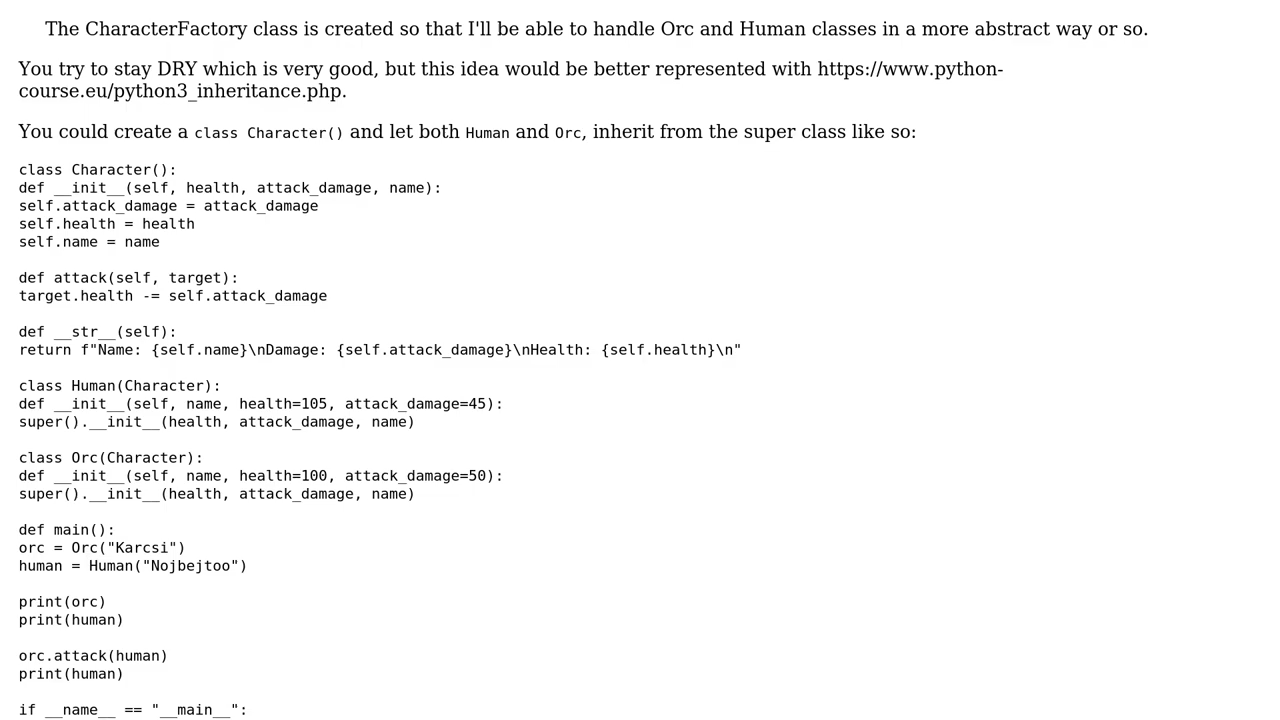 The CharacterFactory class is created so that I'll be able to handle Orc and Human classes in a more abstract way or so.
You try to stay DRY which is very good, but this idea would be better represented with https://www.python-
course.eu/python3_inheritance.php.
You could create a class Character() and let both Human and Orc, inherit from the super class like so:
class Character():
def __init__(self, health, attack_damage, name):
self.attack_damage = attack_damage
self.health = health
self.name = name
def attack(self, target):
target.health -= self.attack_damage
def __str__(self):
return f"Name: {self.name}\nDamage: {self.attack_damage}\nHealth: {self.health}\n"
class Human(Character):
def __init__(self, name, health=105, attack_damage=45):
super().__init__(health, attack_damage, name)
class Orc(Character):
def __init__(self, name, health=100, attack_damage=50):
super().__init__(health, attack_damage, name)
def main():
orc = Orc("Karcsi")
human = Human("Nojbejtoo")
print(orc)
print(human)
orc.attack(human)
print(human)
if __name__ == "__main__":